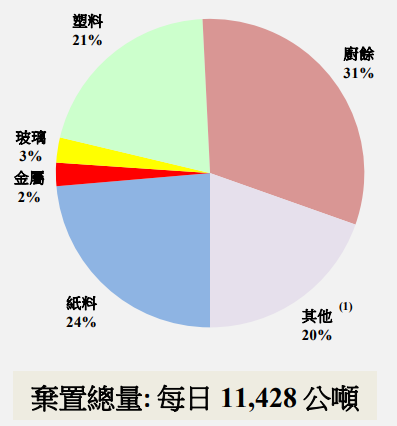 塑料
21%
廚餘
31%
玻璃
3%
金屬
2%
紙料
24%
其他 (1)
20%
棄置總量: 每日 11,428 公噸